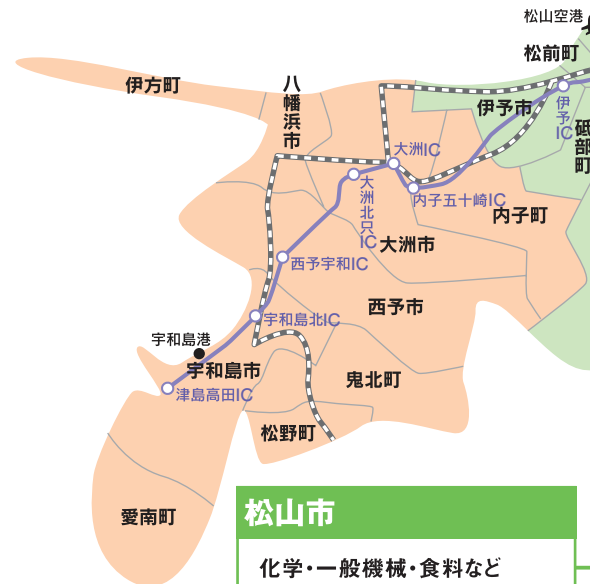 松山空港
松前町
伊方町
八幡浜市
伊予市
伊予IC
砥部町
大洲IC
大洲北只IC
内子五十崎IC
内子町
大洲市
西予宇和IC
西予市
宇和島北IC
宇和島港
宇和島市
鬼北町
津島高田IC
松野町
愛南町
松山市
化学・一般機械・食料など